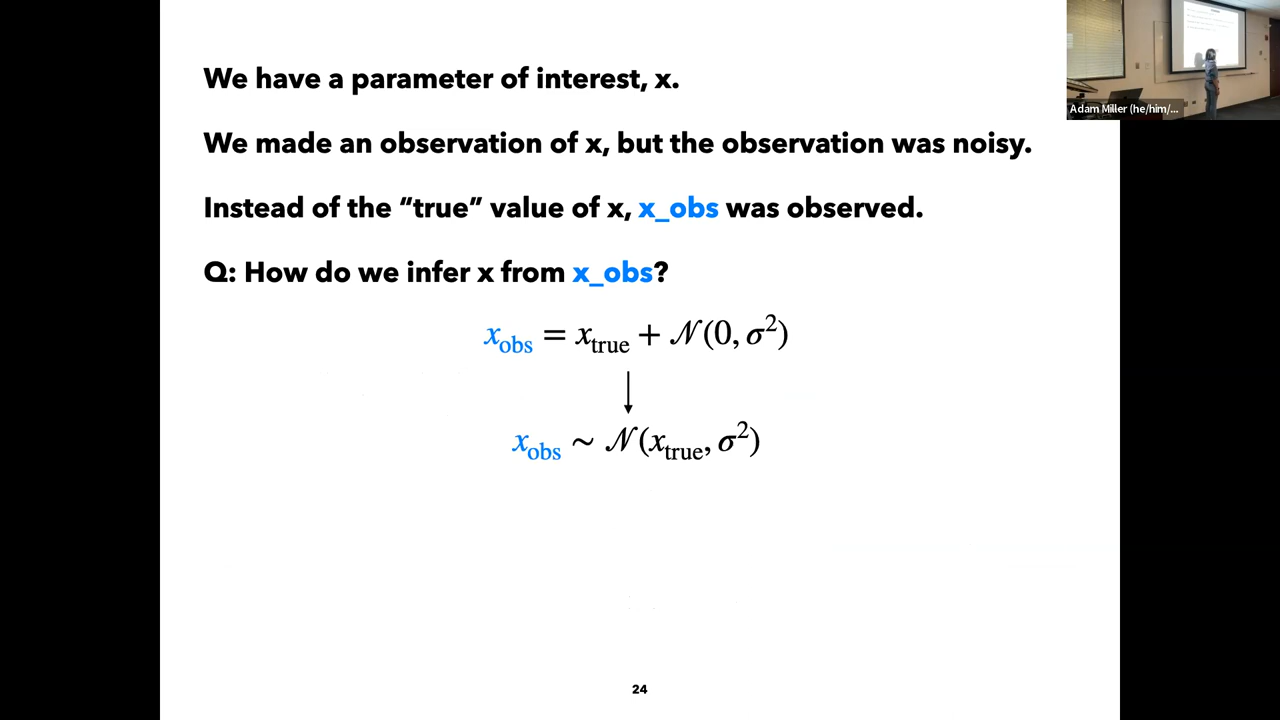 We have a parameter of interest, x.
Adam Miller (he/him/...
We made an observation of x, but the observation was noisy.
Instead of the “true” value of x, x_obs was observed.
Q: How do we infer x from x_obs?
x_obs = x_true + 𝒩(0, σ²)
↓
x_obs ~ 𝒩(x_true, σ²)
24